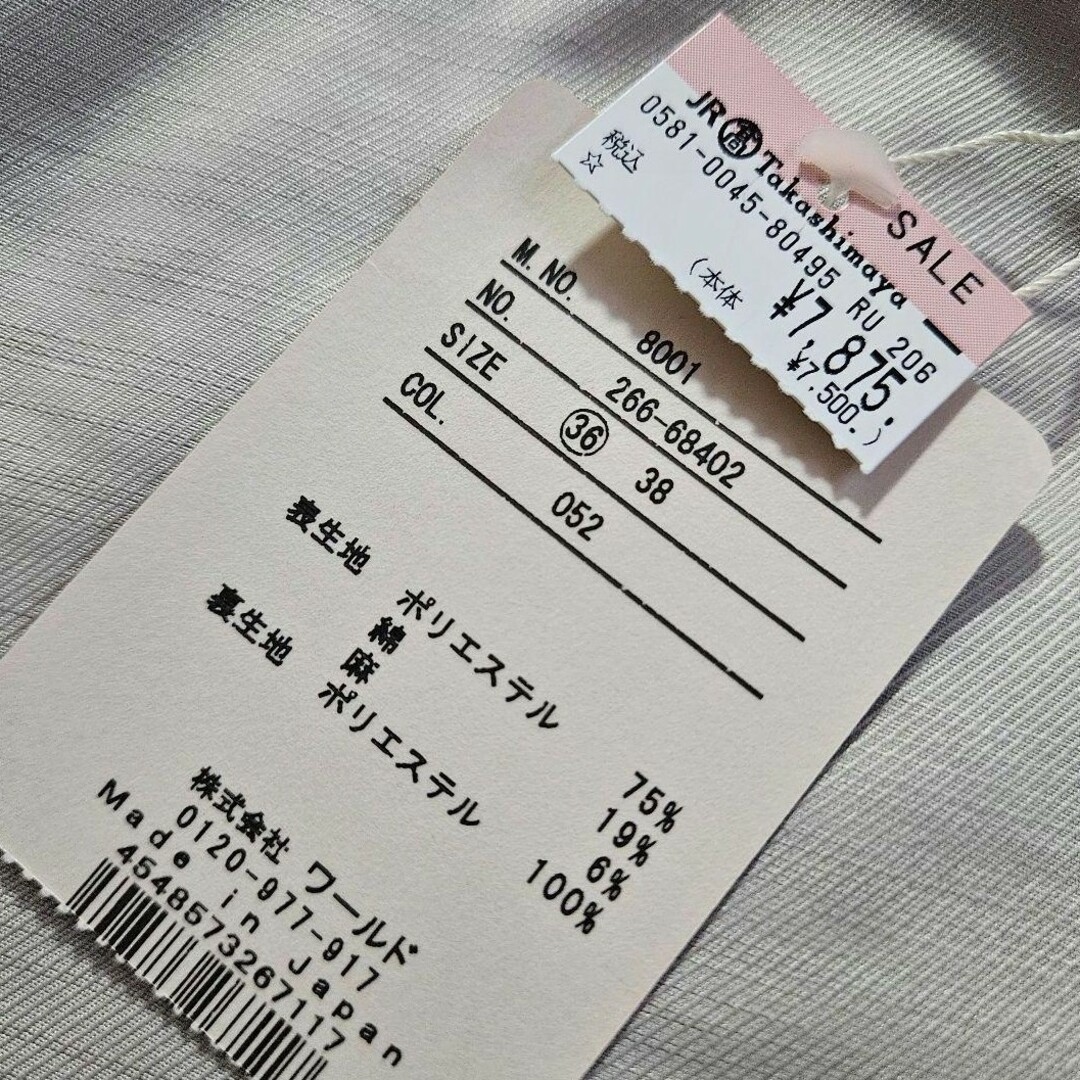 SALE
JR 髙 Takashimaya
0581-0045-80495 RU 206
税込 ¥7,875.
☆ (本体 ¥7,500.)
M.NO. 8001
NO. 266-68402
SIZE ㊱ 38
COL. 052
表生地 ポリエステル 75%
綿 19%
麻 6%
裏生地 ポリエステル 100%
株式会社 ワールド
0120-977-917
Made in Japan
4548573267117